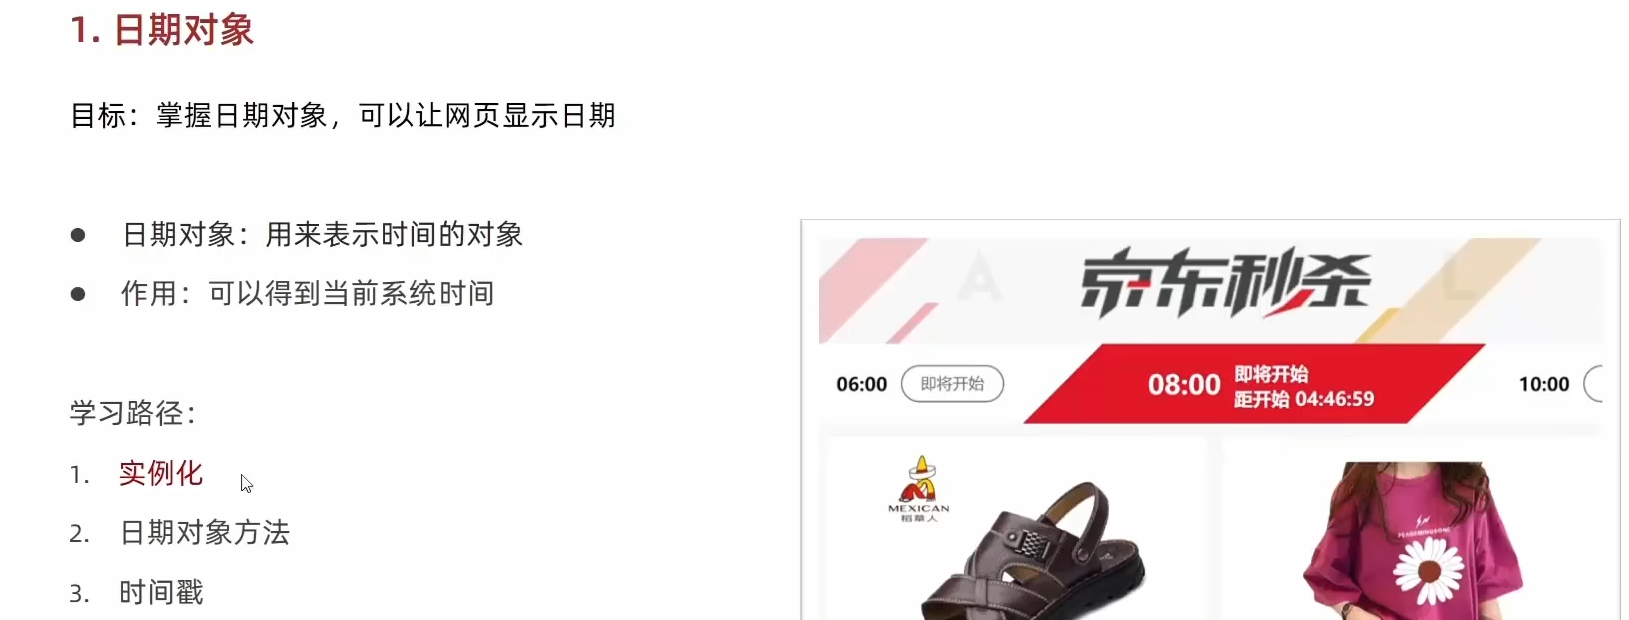 1. 日期对象
目标：掌握日期对象，可以让网页显示日期
● 日期对象：用来表示时间的对象
● 作用：可以得到当前系统时间
学习路径：
1. 实例化
2. 日期对象方法
3. 时间戳
A
L
京东秒杀
06:00 即将开始
08:00 即将开始
距开始 04:46:59
10:00
MEXICAN
稻草人